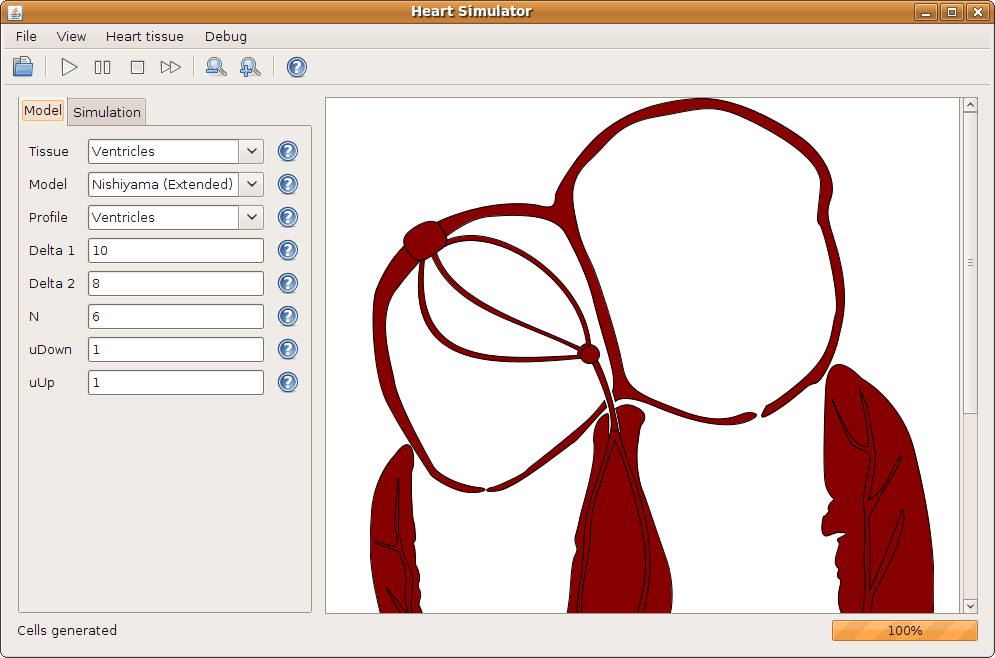 Heart Simulator
File View Heart tissue Debug
Model Simulation
Tissue Ventricles
Model Nishiyama (Extended)
Profile Ventricles
Delta 1 10
Delta 2 8
N 6
uDown 1
uUp 1
Cells generated 100%